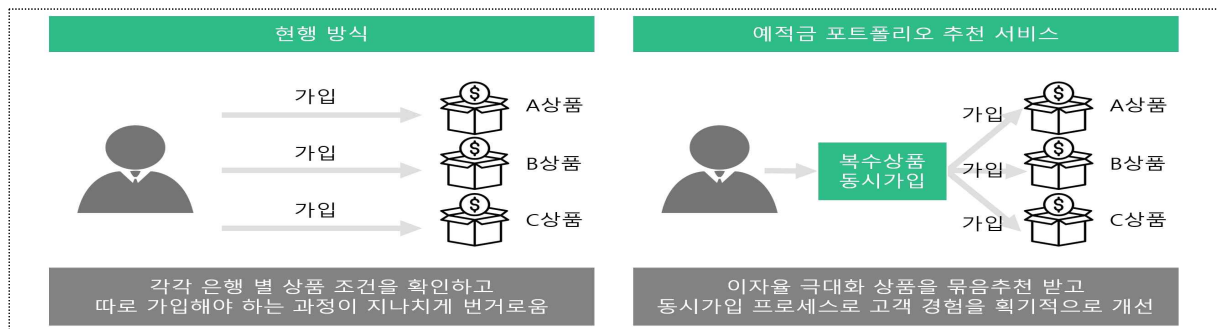 현행 방식
가입
A상품
가입
B상품
가입
C상품
각각 은행 별 상품 조건을 확인하고
따로 가입해야 하는 과정이 지나치게 번거로움
예적금 포트폴리오 추천 서비스
복수상품
동시가입
가입
A상품
가입
B상품
가입
C상품
이자율 극대화 상품을 묶음추천 받고
동시가입 프로세스로 고객 경험을 획기적으로 개선